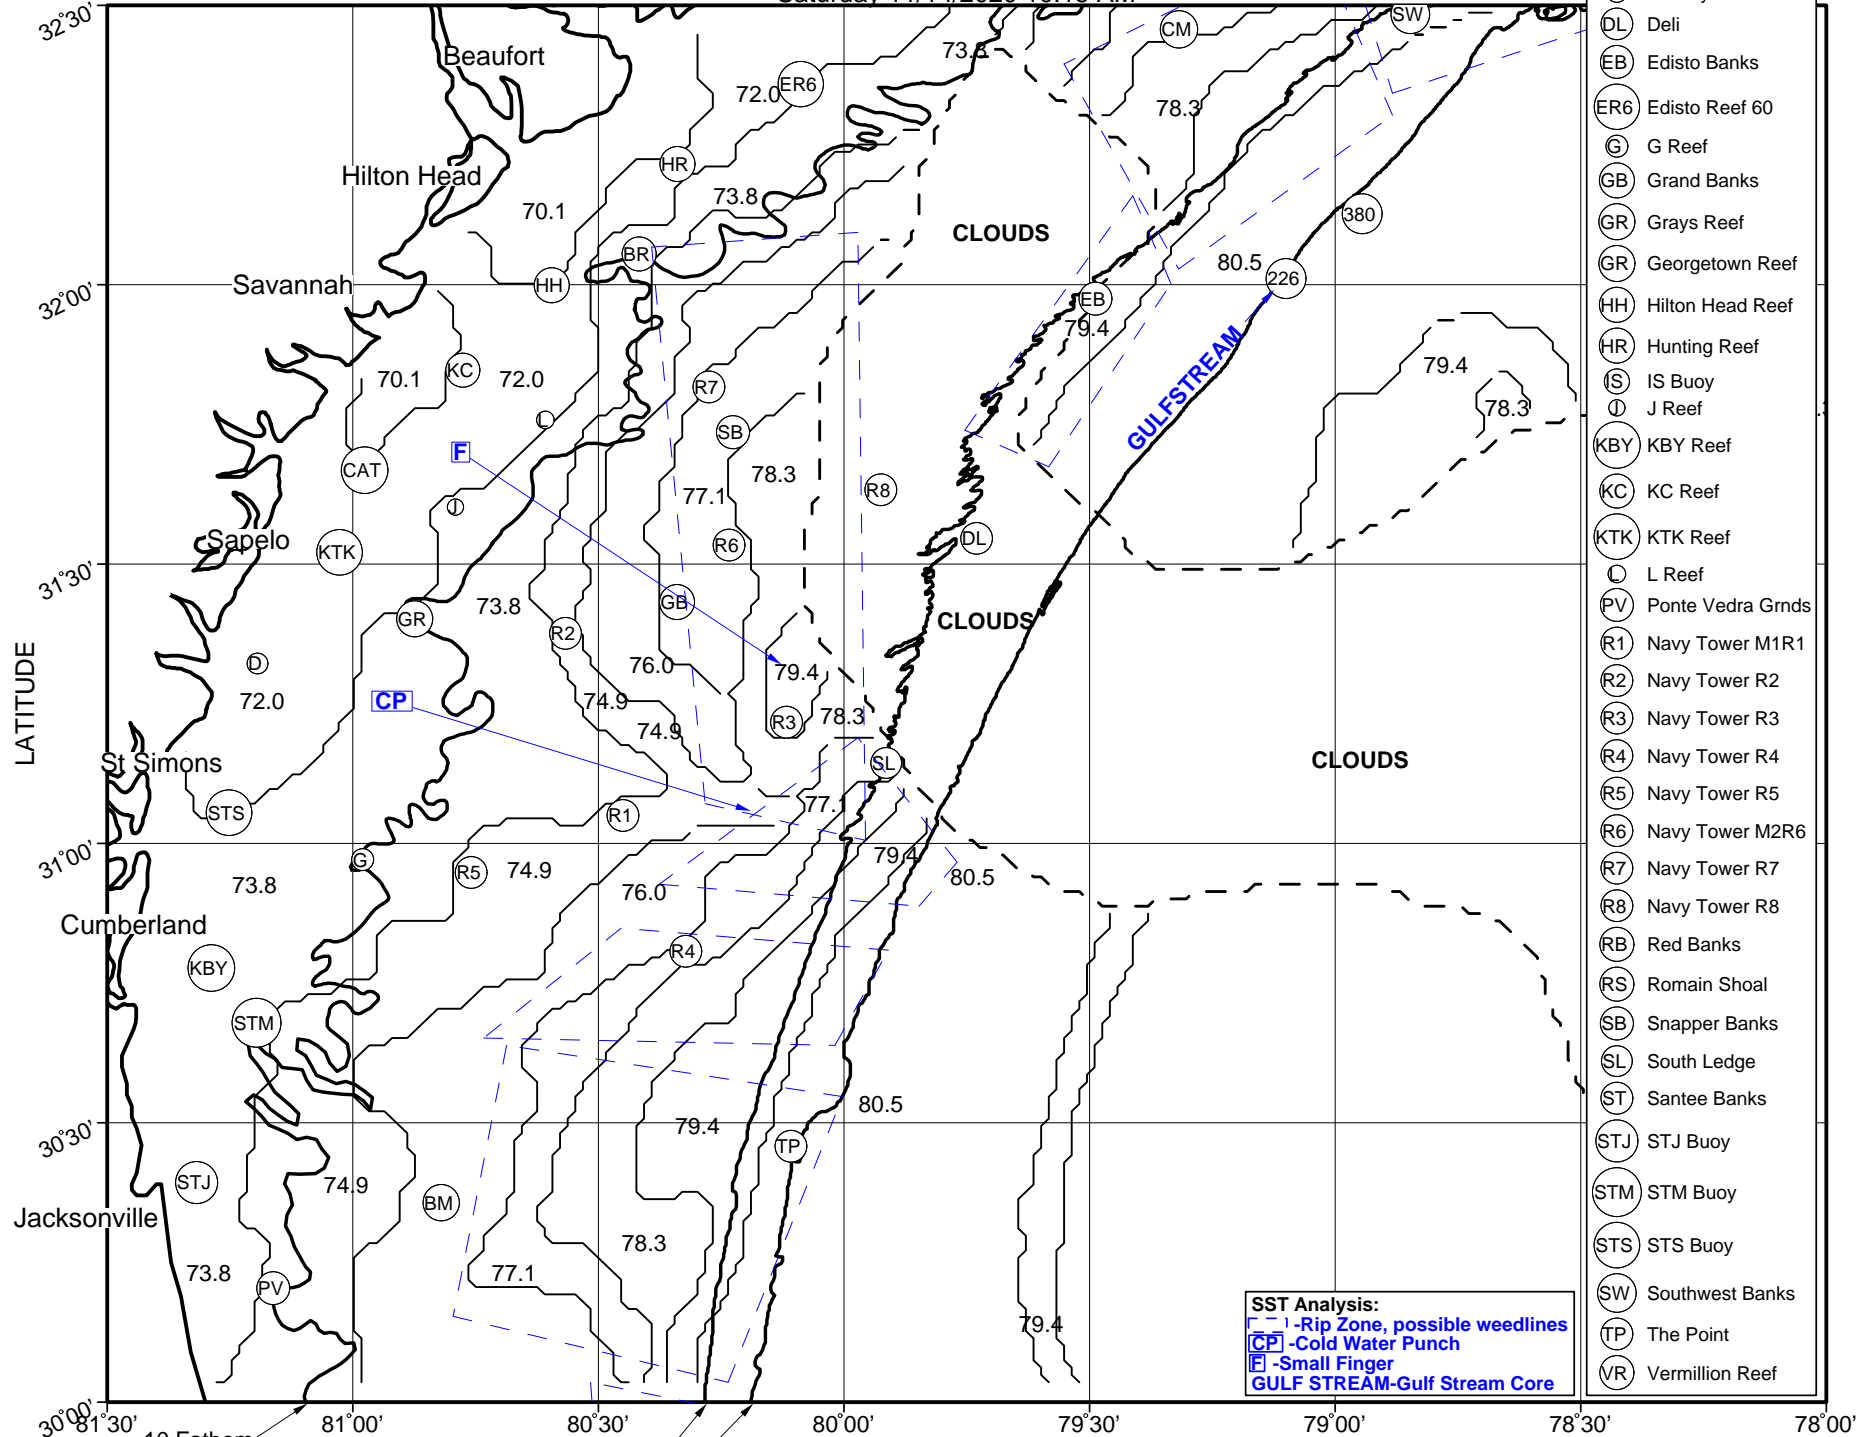 32°30'
32°00'
31°30'
31°00'
30°30'
30°00'
LATITUDE
81°30'
81°00'
80°30'
80°00'
79°30'
79°00'
78°30'
78°00'
Beaufort
Hilton Head
Savannah
Sapelo
St Simons
Cumberland
Jacksonville
CM
SW
73.3
72.0
ER6
78.3
HR
73.8
70.1
CLOUDS
380
BR
80.5
226
HH
EB
79.4
GULFSTREAM
KC
70.1
72.0
R7
79.4
78.3
L
SB
F
CAT
78.3
77.1
R8
J
KTK
R6
DL
73.8
GB
GR
CLOUDS
R2
D
76.0
79.4
72.0
CP
74.9
R3
78.3
74.9
SL
CLOUDS
STS
R1
77.1
G
79.4
R5
74.9
80.5
73.8
76.0
R4
KBY
STM
80.5
79.4
TP
STJ
74.9
BM
73.8
78.3
77.1
PV
79.4
SST Analysis:
-Rip Zone, possible weedlines
CP -Cold Water Punch
F -Small Finger
GULF STREAM-Gulf Stream Core
DL Deli
EB Edisto Banks
ER6 Edisto Reef 60
G G Reef
GB Grand Banks
GR Grays Reef
GR Georgetown Reef
HH Hilton Head Reef
HR Hunting Reef
IS IS Buoy
J J Reef
KBY KBY Reef
KC KC Reef
KTK KTK Reef
L L Reef
PV Ponte Vedra Grnds
R1 Navy Tower M1R1
R2 Navy Tower R2
R3 Navy Tower R3
R4 Navy Tower R4
R5 Navy Tower R5
R6 Navy Tower M2R6
R7 Navy Tower R7
R8 Navy Tower R8
RB Red Banks
RS Romain Shoal
SB Snapper Banks
SL South Ledge
ST Santee Banks
STJ STJ Buoy
STM STM Buoy
STS STS Buoy
SW Southwest Banks
TP The Point
VR Vermillion Reef